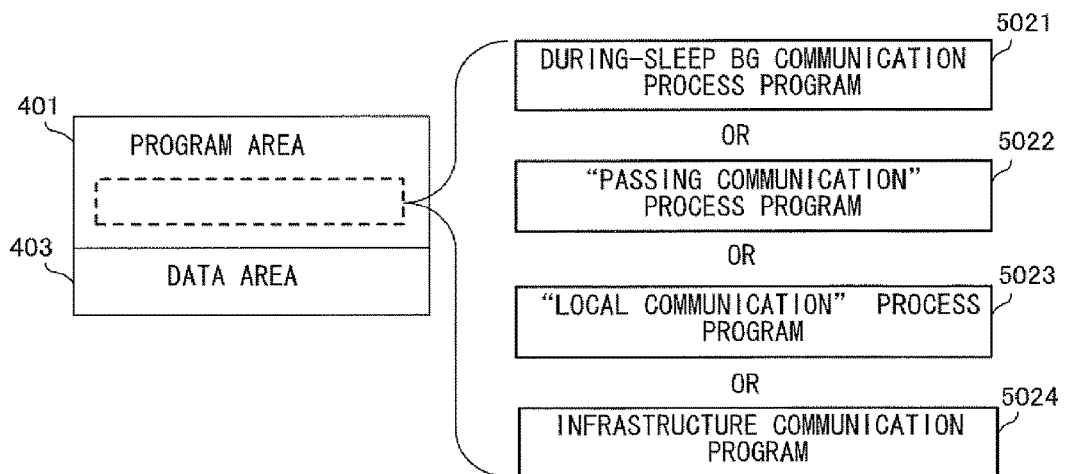 401
PROGRAM AREA
403
DATA AREA
5021
DURING-SLEEP BG COMMUNICATION
PROCESS PROGRAM
OR
5022
“PASSING COMMUNICATION”
PROCESS PROGRAM
OR
5023
“LOCAL COMMUNICATION” PROCESS
PROGRAM
OR
5024
INFRASTRUCTURE COMMUNICATION
PROGRAM